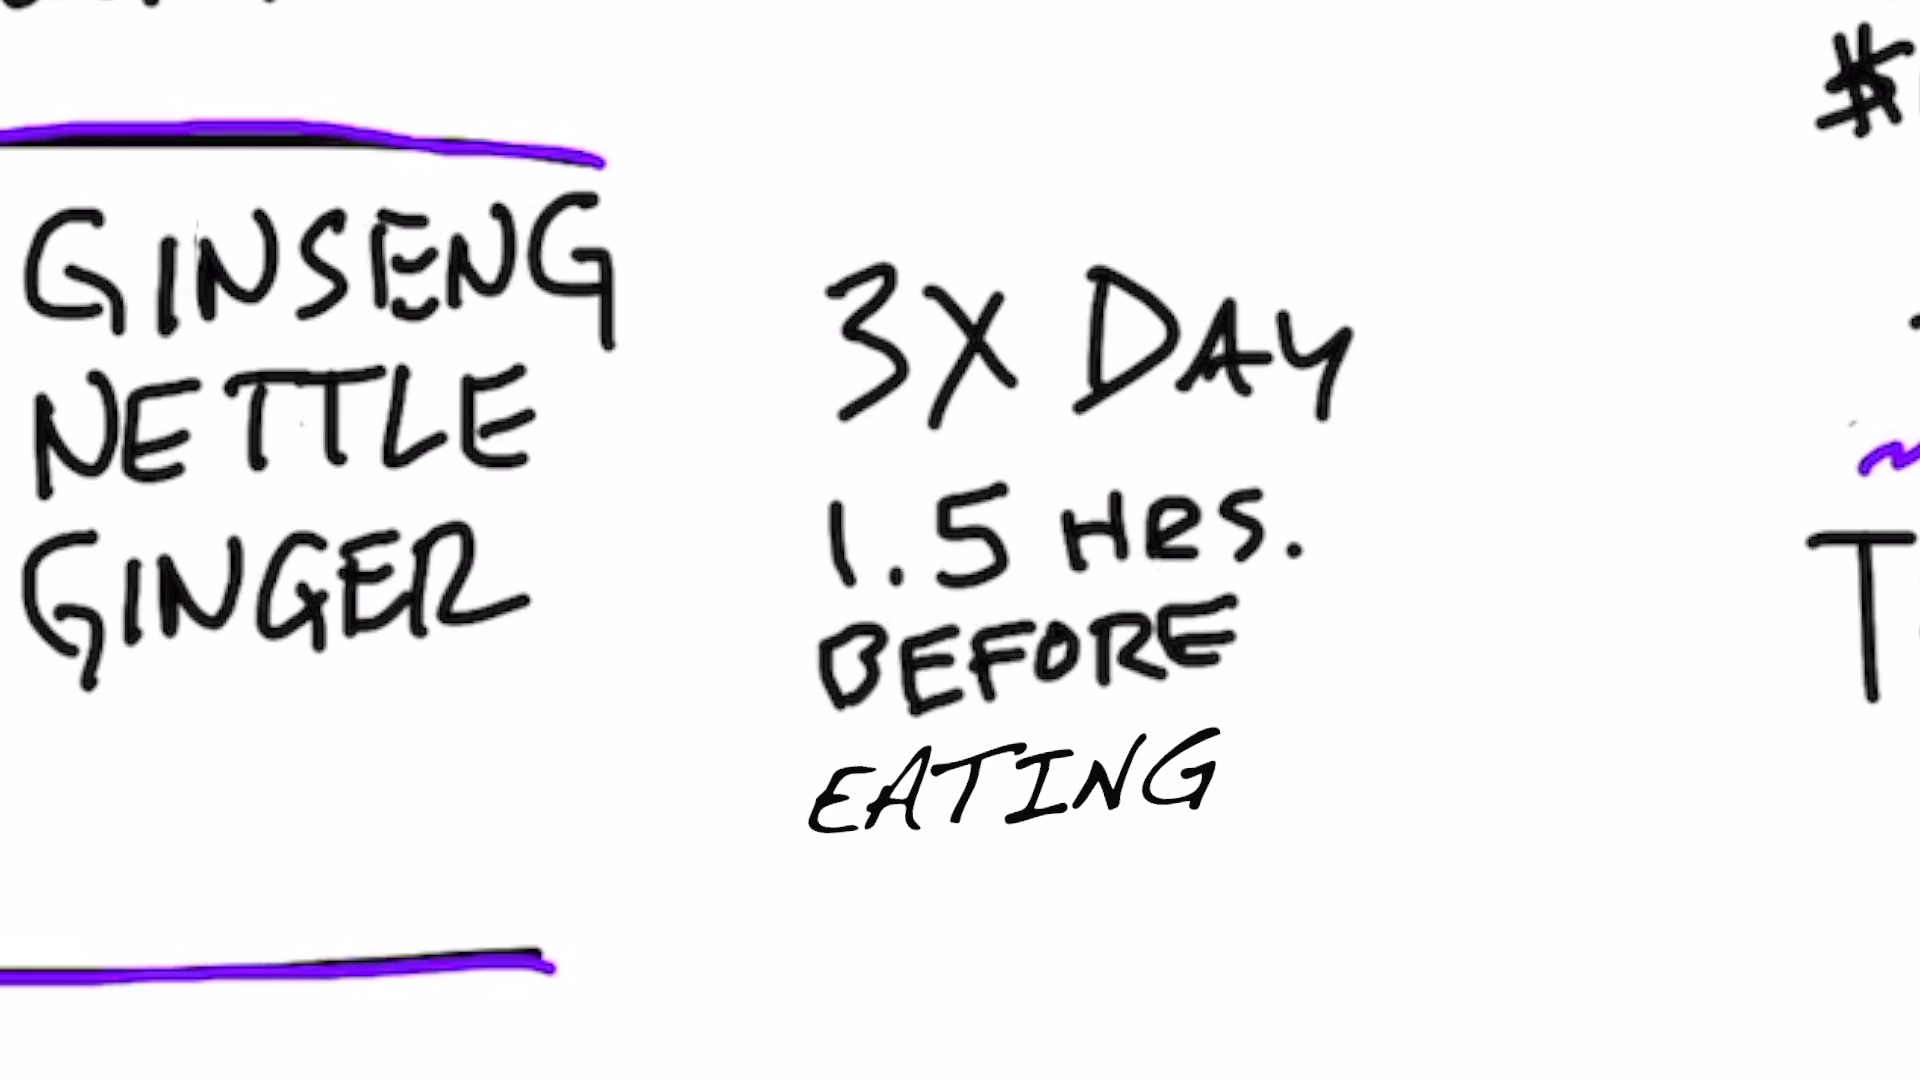 GINSENG
NETTLE
GINGER
3X DAY
1.5 HRS.
BEFORE
EATING
$
T